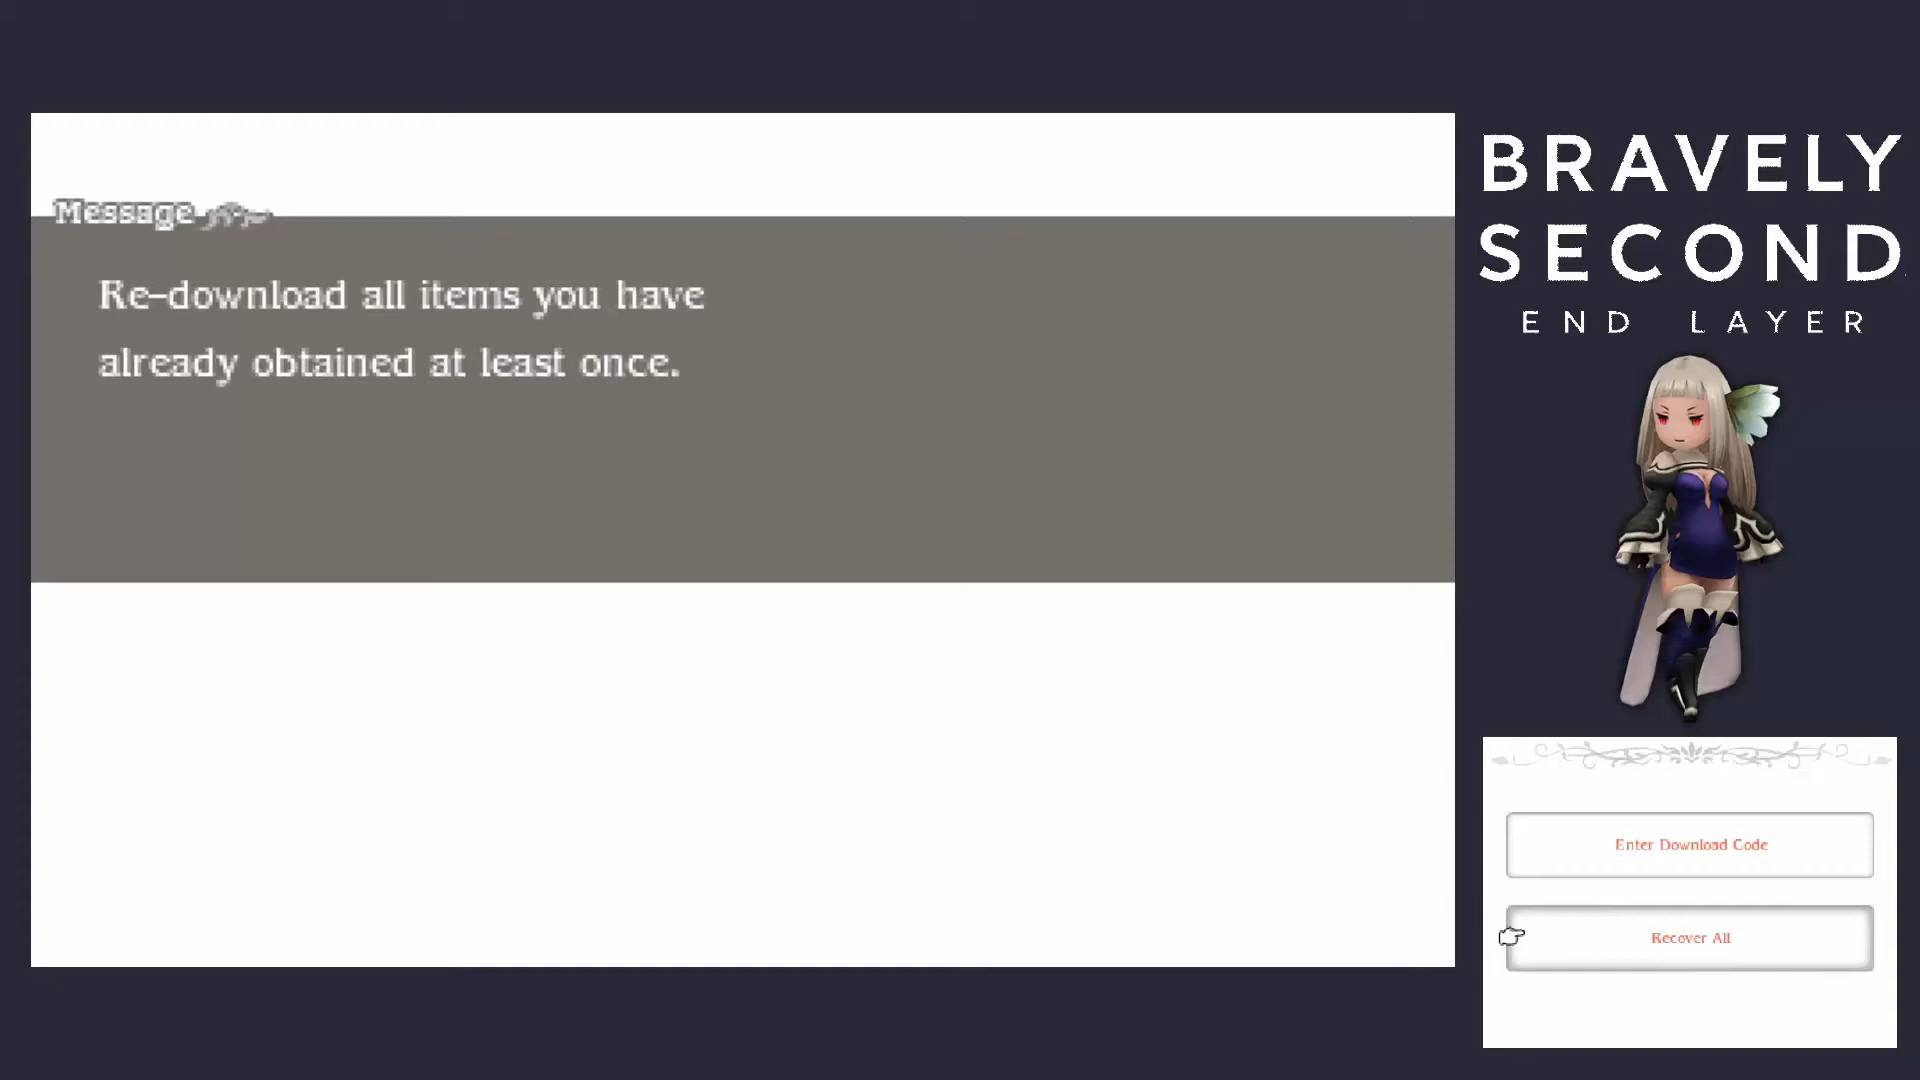 Message
Re-download all items you have
already obtained at least once.
BRAVELY
SECOND
END LAYER
Enter Download Code
Recover All